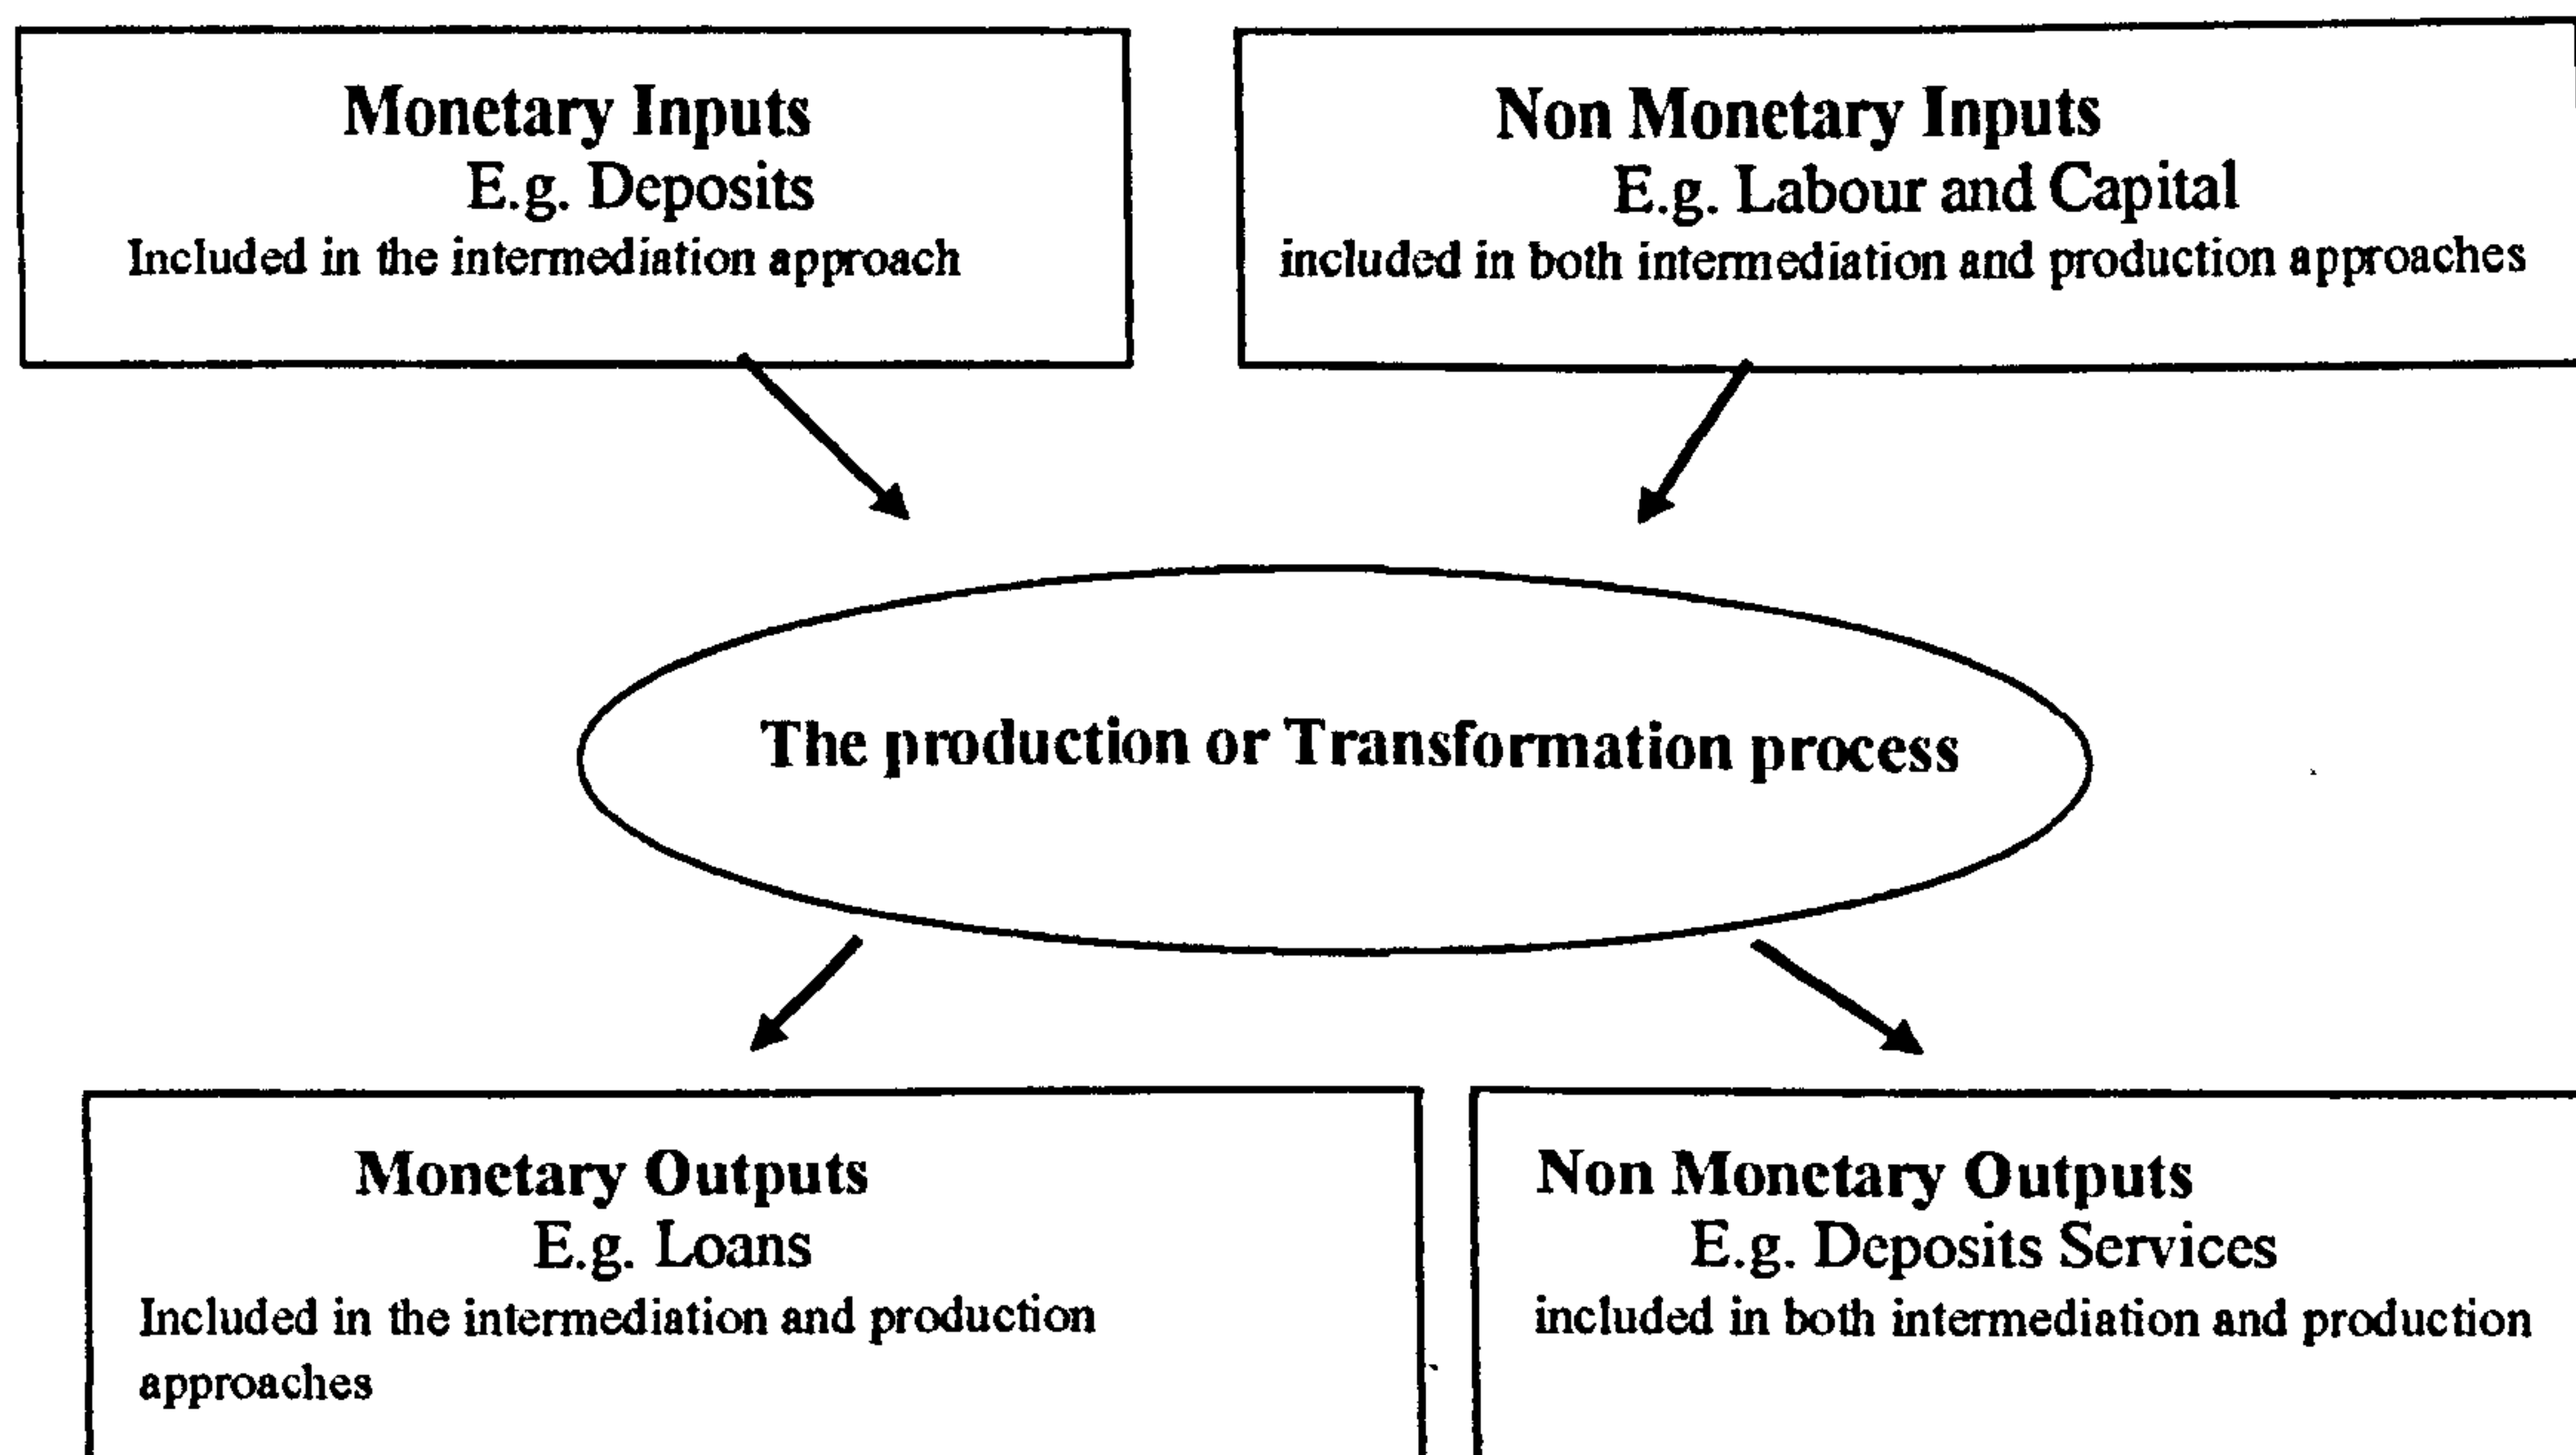 Monetary Inputs
E.g. Deposits
Included in the intermediation approach
Non Monetary Inputs
E.g. Labour and Capital
included in both intermediation and production approaches
The production or Transformation process
Monetary Outputs
E.g. Loans
Included in the intermediation and production
approaches
Non Monetary Outputs
E.g. Deposits Services
included in both intermediation and production